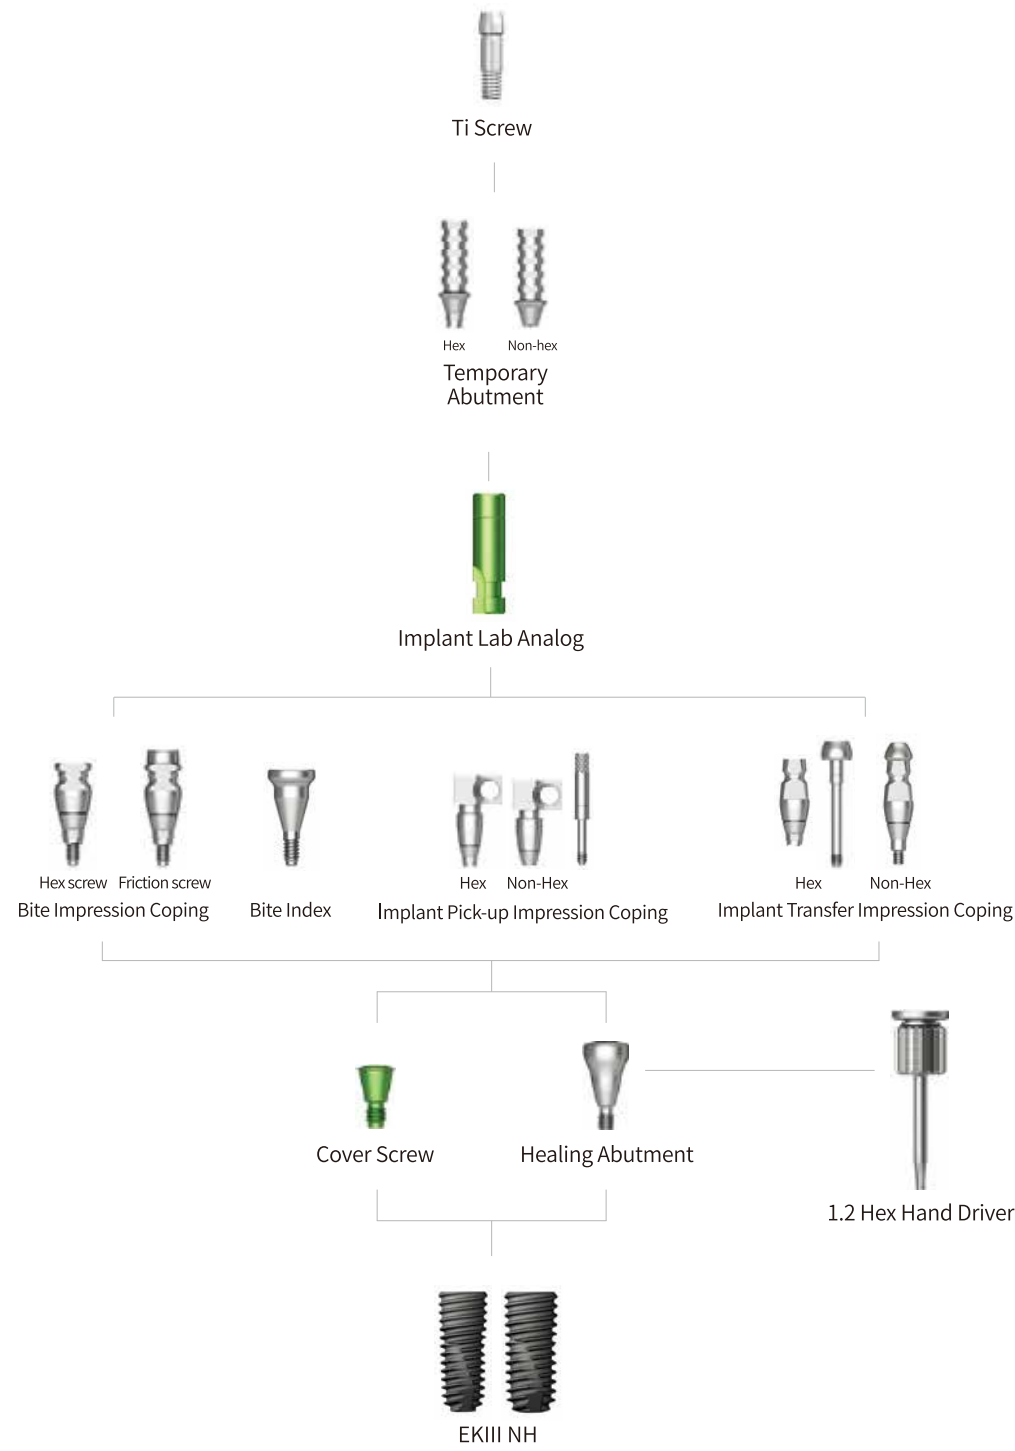 Ti Screw
Hex Non-hex
Temporary
Abutment
Implant Lab Analog
Hex screw Friction screw
Bite Impression Coping
Bite Index
Hex Non-Hex
Implant Pick-up Impression Coping
Hex Non-Hex
Implant Transfer Impression Coping
Cover Screw
Healing Abutment
1.2 Hex Hand Driver
EKIII NH